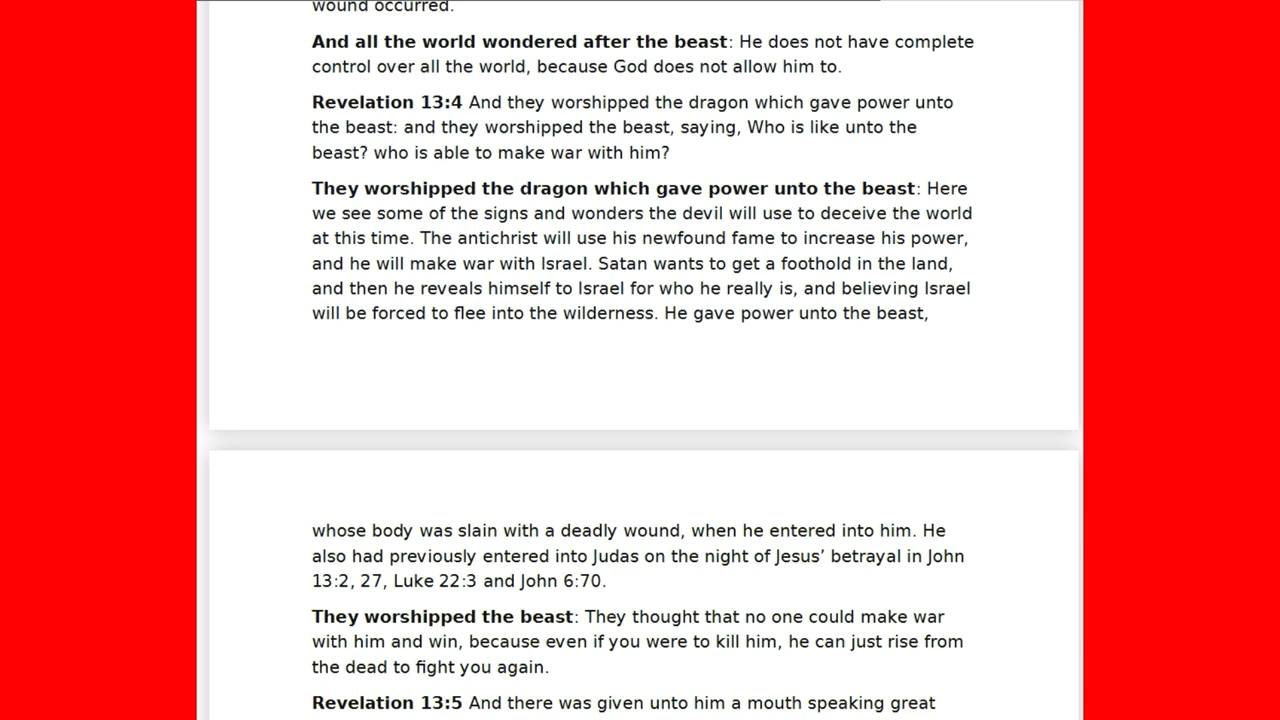 wound occurred.
And all the world wondered after the beast: He does not have complete
control over all the world, because God does not allow him to.
Revelation 13:4 And they worshipped the dragon which gave power unto
the beast: and they worshipped the beast, saying, Who is like unto the
beast? who is able to make war with him?
They worshipped the dragon which gave power unto the beast: Here
we see some of the signs and wonders the devil will use to deceive the world
at this time. The antichrist will use his newfound fame to increase his power,
and he will make war with Israel. Satan wants to get a foothold in the land,
and then he reveals himself to Israel for who he really is, and believing Israel
will be forced to flee into the wilderness. He gave power unto the beast,
whose body was slain with a deadly wound, when he entered into him. He
also had previously entered into Judas on the night of Jesus’ betrayal in John
13:2, 27, Luke 22:3 and John 6:70.
They worshipped the beast: They thought that no one could make war
with him and win, because even if you were to kill him, he can just rise from
the dead to fight you again.
Revelation 13:5 And there was given unto him a mouth speaking great